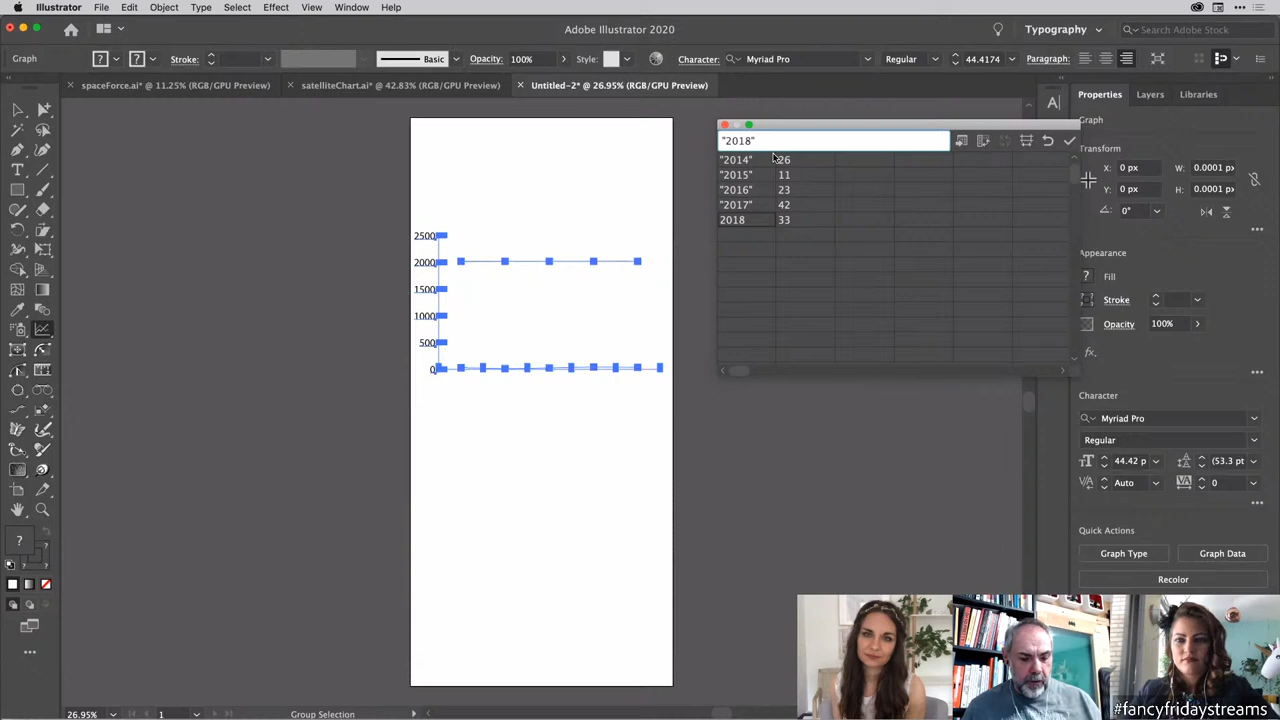 Illustrator File Edit Object Type Select Effect View Window Help
Adobe Illustrator 2020
Typography
Search Adobe Stock
Graph
Stroke:
Basic
Opacity: 100%
Style:
Character: Myriad Pro
Regular
44.4174
Paragraph:
spaceForce.ai* @ 11.25% (RGB/GPU Preview)
satelliteChart.ai* @ 42.83% (RGB/GPU Preview)
Untitled-2* @ 26.95% (RGB/GPU Preview)
Properties Layers Libraries
Graph
Transform
X: 0 px
W: 0.0001 px
Y: 0 px
H: 0.0001 px
0°
Appearance
? Fill
Stroke
Opacity 100%
fx.
Character
Myriad Pro
Regular
44.42 p
(53.3 pt
Auto
0
Quick Actions
Graph Type
Graph Data
Recolor
"2018"
"2014" 26
"2015" 11
"2016" 23
"2017" 42
2018 33
2500
2000
1500
1000
500
0
26.95%
1
Group Selection
#fancyfridaystreams